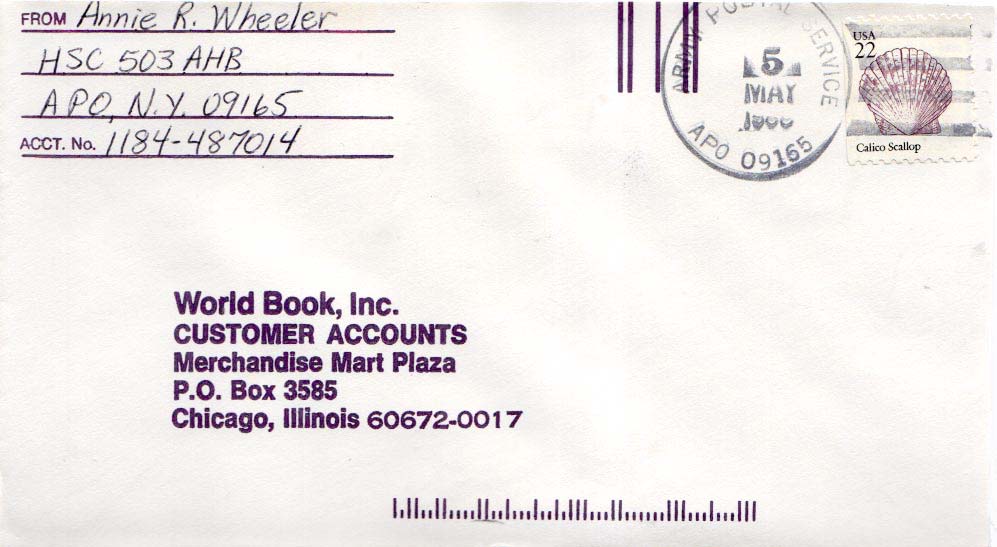 FROM Annie R. Wheeler
HSC 503 AHB
APO, N.Y. 09165
ACCT. No. 1184-487014
ARMY POSTAL SERVICE
5
MAY
APO 09165
USA
22
Calico Scallop
World Book, Inc.
CUSTOMER ACCOUNTS
Merchandise Mart Plaza
P.O. Box 3585
Chicago, Illinois 60672-0017